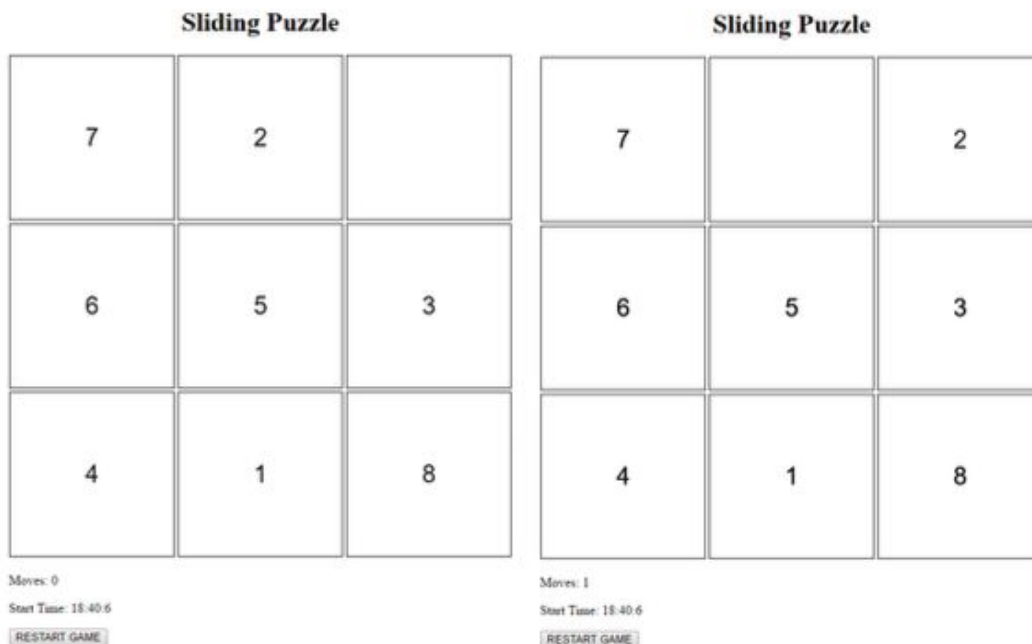 Sliding Puzzle
7 2
6 5 3
4 1 8
Moves: 0
Start Time: 18:40:6
RESTART GAME
Sliding Puzzle
7 2
6 5 3
4 1 8
Moves: 1
Start Time: 18:40:6
RESTART GAME